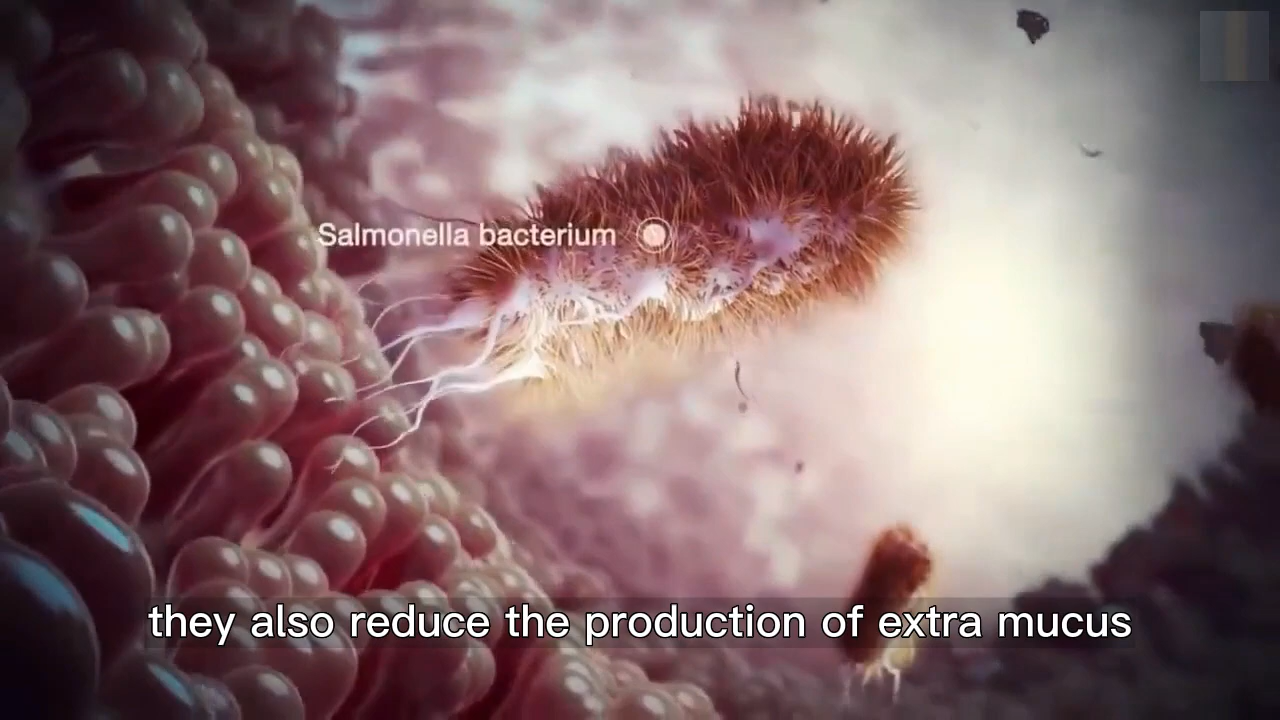 Salmonella bacterium
they also reduce the production of extra mucus